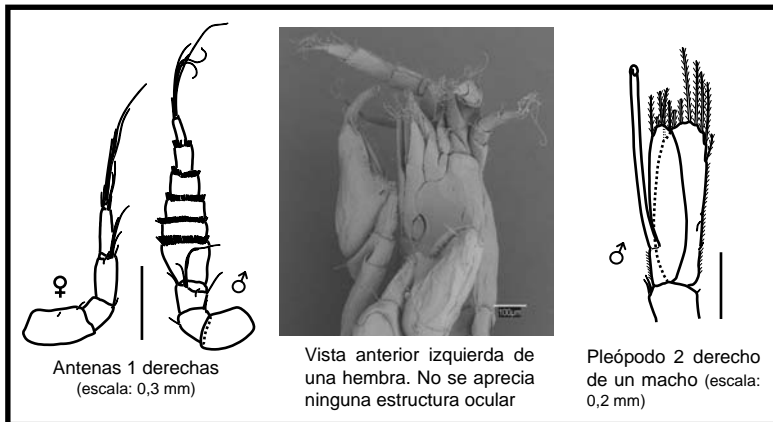 ♀
♂
Antenas 1 derechas
(escala: 0,3 mm)
100µm
Vista anterior izquierda de
una hembra. No se aprecia
ninguna estructura ocular
♂
Pleópodo 2 derecho
de un macho (escala:
0,2 mm)